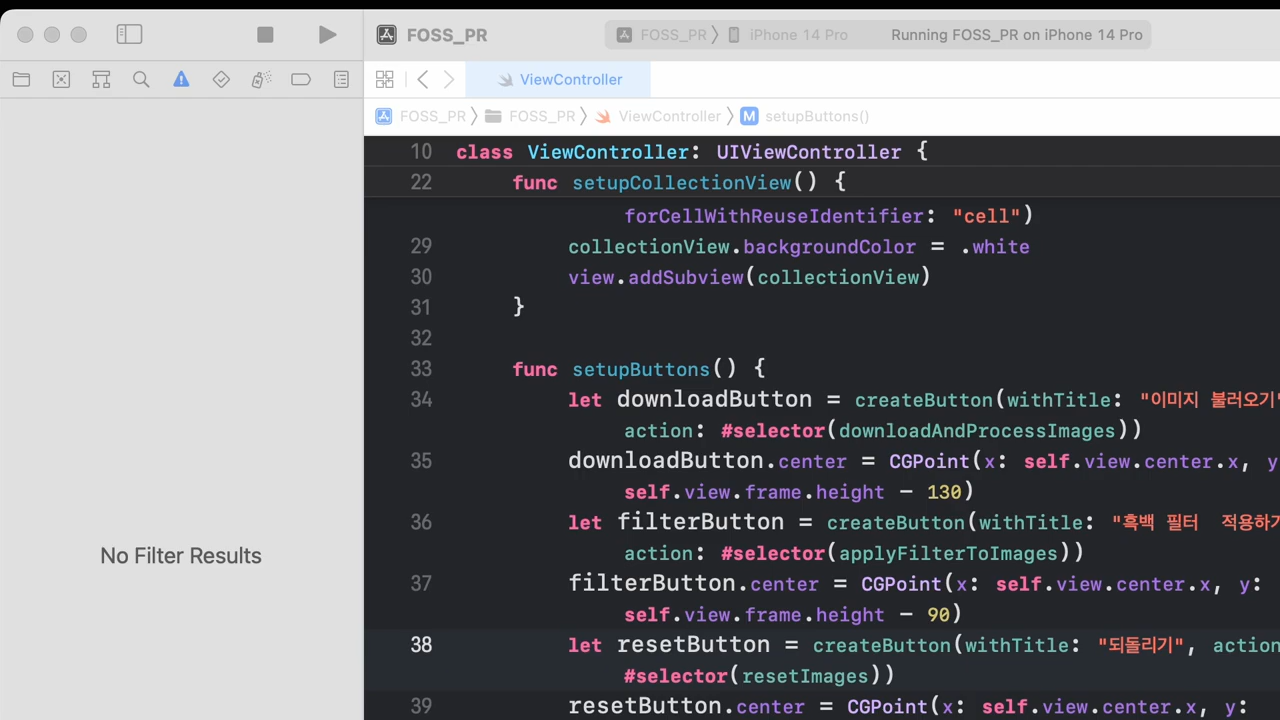 FOSS_PR
FOSS_PR iPhone 14 Pro Running FOSS_PR on iPhone 14 Pro
ViewController
FOSS_PR FOSS_PR ViewController M setupButtons()
10 class ViewController: UIViewController {
22 func setupCollectionView() {
forCellWithReuseIdentifier: "cell")
29 collectionView.backgroundColor = .white
30 view.addSubview(collectionView)
31 }
32
33 func setupButtons() {
34 let downloadButton = createButton(withTitle: "이미지 불러오기"
action: #selector(downloadAndProcessImages))
35 downloadButton.center = CGPoint(x: self.view.center.x, y
self.view.frame.height - 130)
36 let filterButton = createButton(withTitle: "흑백 필터  적용하기
action: #selector(applyFilterToImages))
37 filterButton.center = CGPoint(x: self.view.center.x, y:
self.view.frame.height - 90)
38 let resetButton = createButton(withTitle: "되돌리기", action
#selector(resetImages))
39 resetButton.center = CGPoint(x: self.view.center.x, y:
No Filter Results